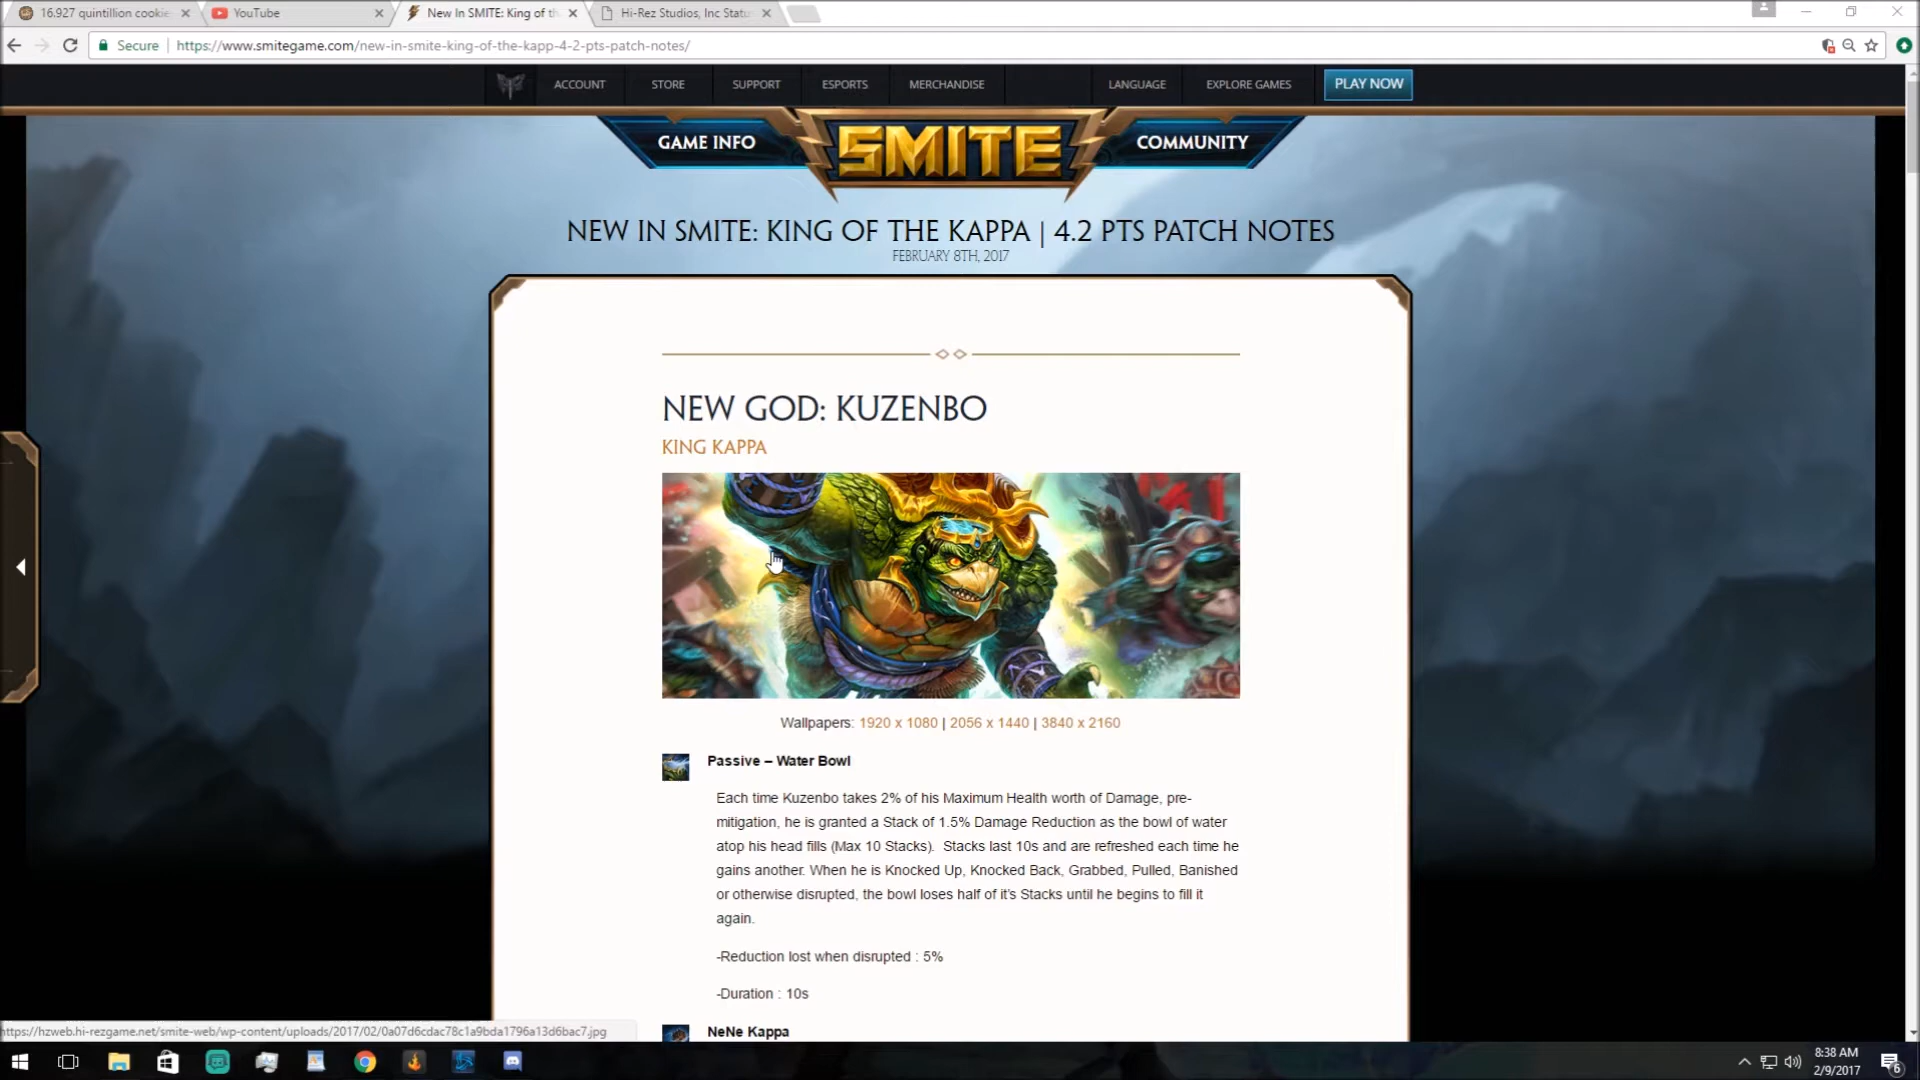 16.927 quintillion cookie
YouTube
New In SMITE: King of th
Hi-Rez Studios, Inc Statu
Secure
https://www.smitegame.com/new-in-smite-king-of-the-kapp-4-2-pts-patch-notes/
ACCOUNT
STORE
SUPPORT
ESPORTS
MERCHANDISE
LANGUAGE
EXPLORE GAMES
PLAY NOW
GAME INFO
SMITE
COMMUNITY
NEW IN SMITE: KING OF THE KAPPA | 4.2 PTS PATCH NOTES
FEBRUARY 8TH, 2017
NEW GOD: KUZENBO
KING KAPPA
Wallpapers: 1920 x 1080 | 2056 x 1440 | 3840 x 2160
Passive – Water Bowl
Each time Kuzenbo takes 2% of his Maximum Health worth of Damage, pre-
mitigation, he is granted a Stack of 1.5% Damage Reduction as the bowl of water
atop his head fills (Max 10 Stacks).  Stacks last 10s and are refreshed each time he
gains another. When he is Knocked Up, Knocked Back, Grabbed, Pulled, Banished
or otherwise disrupted, the bowl loses half of it's Stacks until he begins to fill it
again.
-Reduction lost when disrupted : 5%
-Duration : 10s
NeNe Kappa
https://hzweb.hi-rezgame.net/smite-web/wp-content/uploads/2017/02/0a07d6cdac78c1a9bda1796a13d6bac7.jpg
8:38 AM
2/9/2017
6